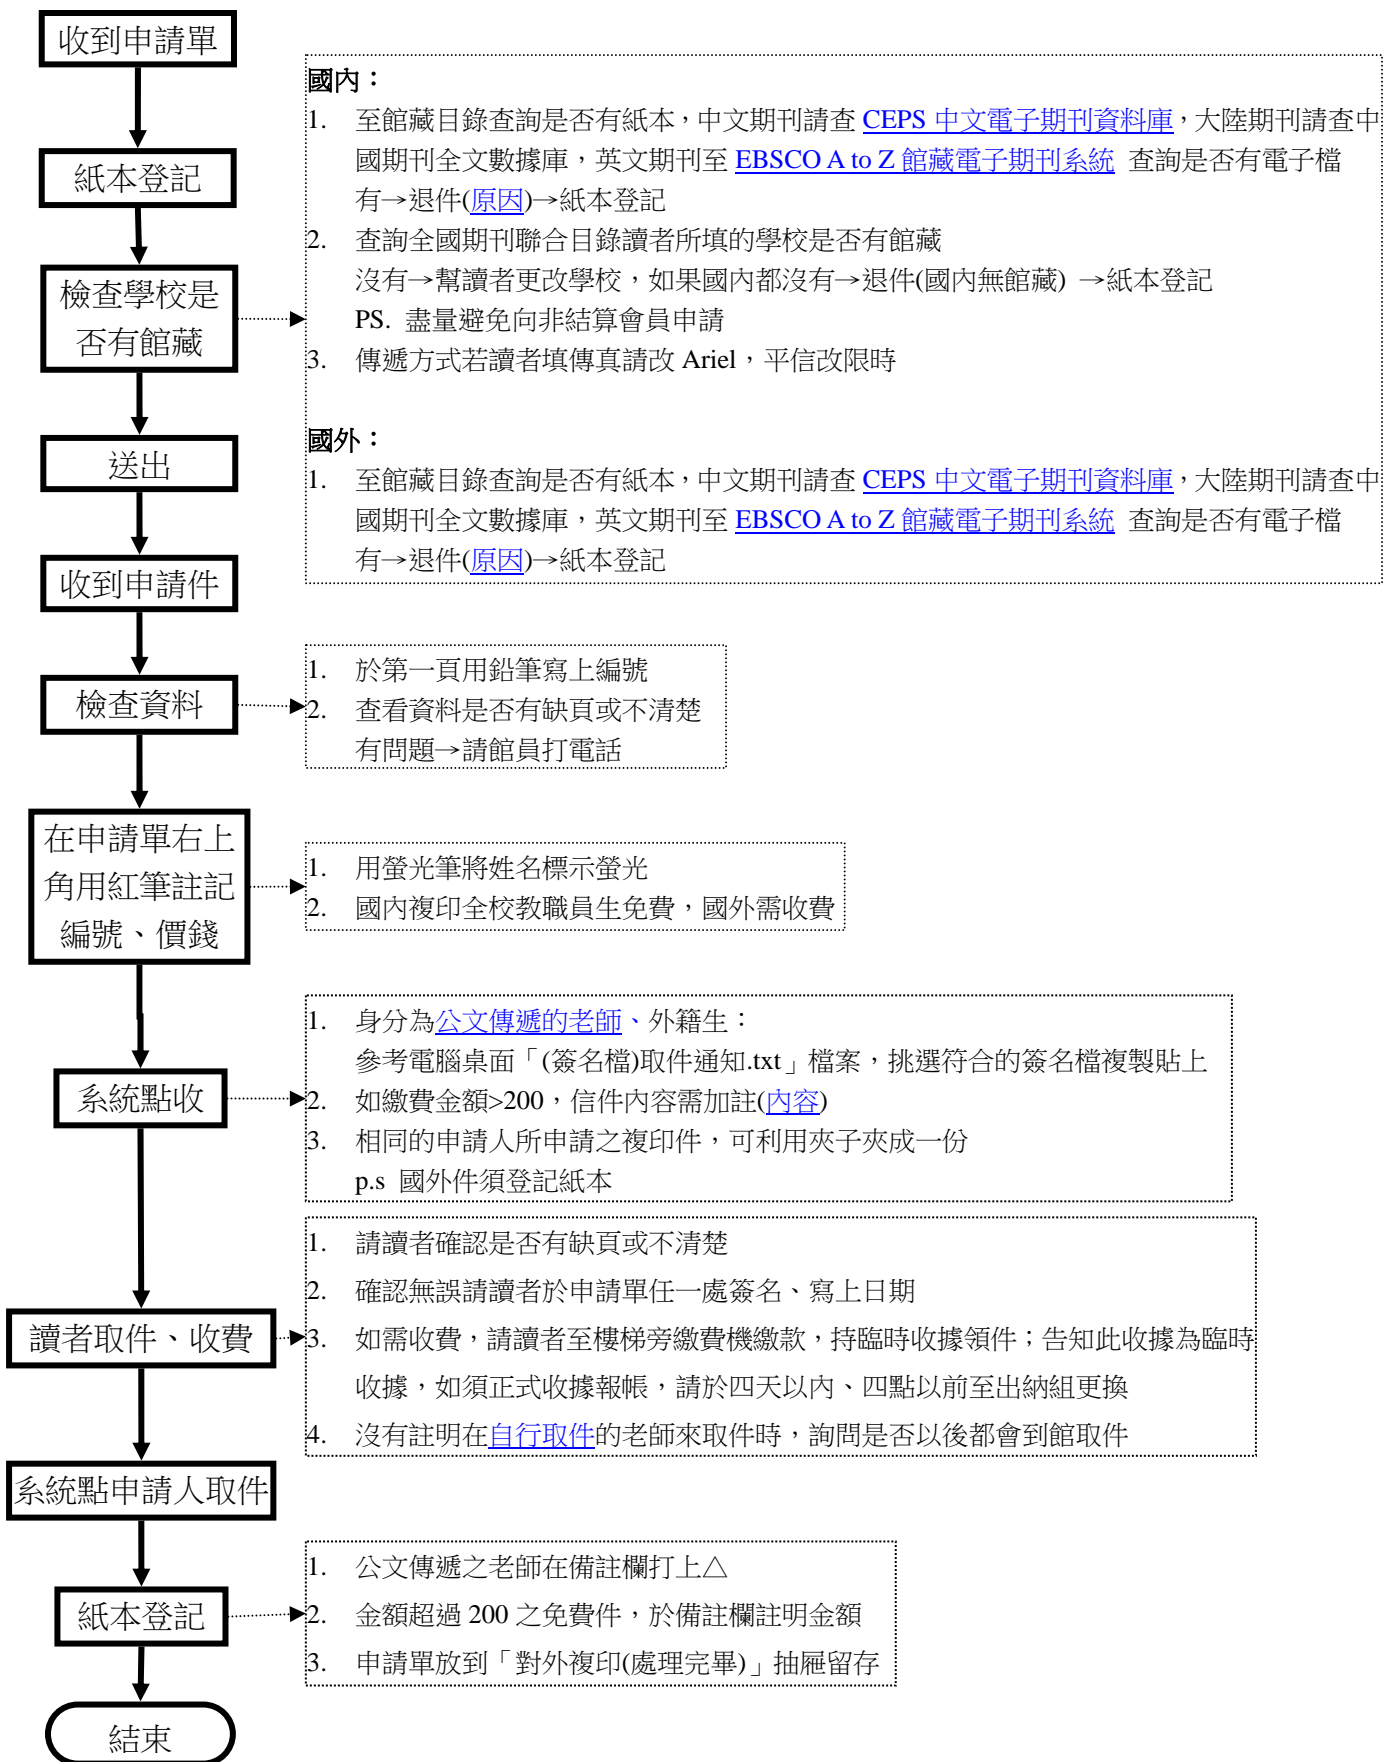 收到申請單
紙本登記
檢查學校是
否有館藏
國內：
1. 至館藏目錄查詢是否有紙本，中文期刊請查 CEPS 中文電子期刊資料庫，大陸期刊請查中
國期刊全文數據庫，英文期刊至 EBSCO A to Z 館藏電子期刊系統 查詢是否有電子檔
有→退件(原因)→紙本登記
2. 查詢全國期刊聯合目錄讀者所填的學校是否有館藏
沒有→幫讀者更改學校，如果國內都沒有→退件(國內無館藏) →紙本登記
PS. 盡量避免向非結算會員申請
3. 傳遞方式若讀者填傳真請改 Ariel，平信改限時
國外：
1. 至館藏目錄查詢是否有紙本，中文期刊請查 CEPS 中文電子期刊資料庫，大陸期刊請查中
國期刊全文數據庫，英文期刊至 EBSCO A to Z 館藏電子期刊系統 查詢是否有電子檔
有→退件(原因)→紙本登記
送出
收到申請件
檢查資料
1. 於第一頁用鉛筆寫上編號
2. 查看資料是否有缺頁或不清楚
有問題→請館員打電話
在申請單右上
角用紅筆註記
編號、價錢
1. 用螢光筆將姓名標示螢光
2. 國內複印全校教職員生免費，國外需收費
系統點收
1. 身分為公文傳遞的老師、外籍生：
參考電腦桌面「(簽名檔)取件通知.txt」檔案，挑選符合的簽名檔複製貼上
2. 如繳費金額>200，信件內容需加註(內容)
3. 相同的申請人所申請之複印件，可利用夾子夾成一份
p.s 國外件須登記紙本
讀者取件、收費
1. 請讀者確認是否有缺頁或不清楚
2. 確認無誤請讀者於申請單任一處簽名、寫上日期
3. 如需收費，請讀者至樓梯旁繳費機繳款，持臨時收據領件；告知此收據為臨時
收據，如須正式收據報帳，請於四天以內、四點以前至出納組更換
4. 沒有註明在自行取件的老師來取件時，詢問是否以後都會到館取件
系統點申請人取件
紙本登記
1. 公文傳遞之老師在備註欄打上△
2. 金額超過 200 之免費件，於備註欄註明金額
3. 申請單放到「對外複印(處理完畢)」抽屜留存
結束